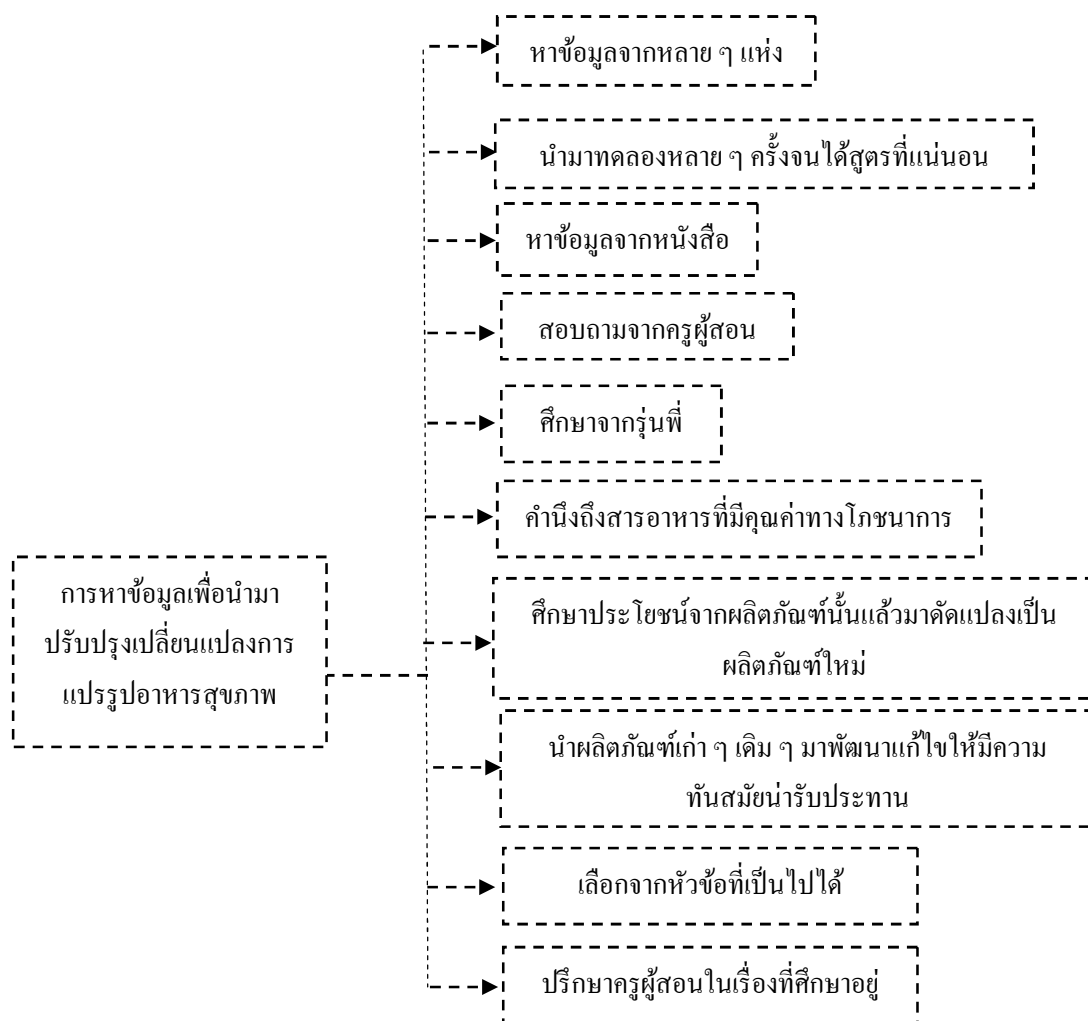 หาข้อมูลจากหลาย ๆ แห่ง
นำมาทดลองหลาย ๆ ครั้งจนได้สูตรที่แน่นอน
หาข้อมูลจากหนังสือ
สอบถามจากครูผู้สอน
ศึกษาจากรุ่นพี่
คำนึงถึงสารอาหารที่มีคุณค่าทางโภชนาการ
การหาข้อมูลเพื่อนำมา
ปรับปรุงเปลี่ยนแปลงการ
แปรรูปอาหารสุขภาพ
ศึกษาประโยชน์จากผลิตภัณฑ์นั้นแล้วมาดัดแปลงเป็น
ผลิตภัณฑ์ใหม่
นำผลิตภัณฑ์เก่า ๆ เดิม ๆ มาพัฒนาแก้ไขให้มีความ
ทันสมัยน่ารับประทาน
เลือกจากหัวข้อที่เป็นไปได้
ปรึกษาครูผู้สอนในเรื่องที่ศึกษาอยู่